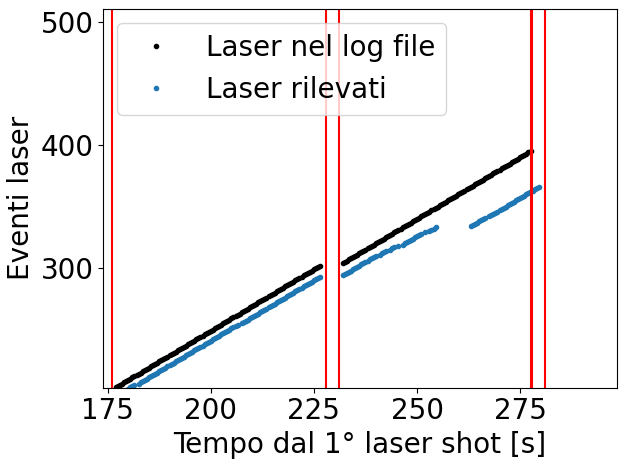 Laser nel log file
Laser rilevati
500
400
300
Eventi laser
175 200 225 250 275
Tempo dal 1° laser shot [s]